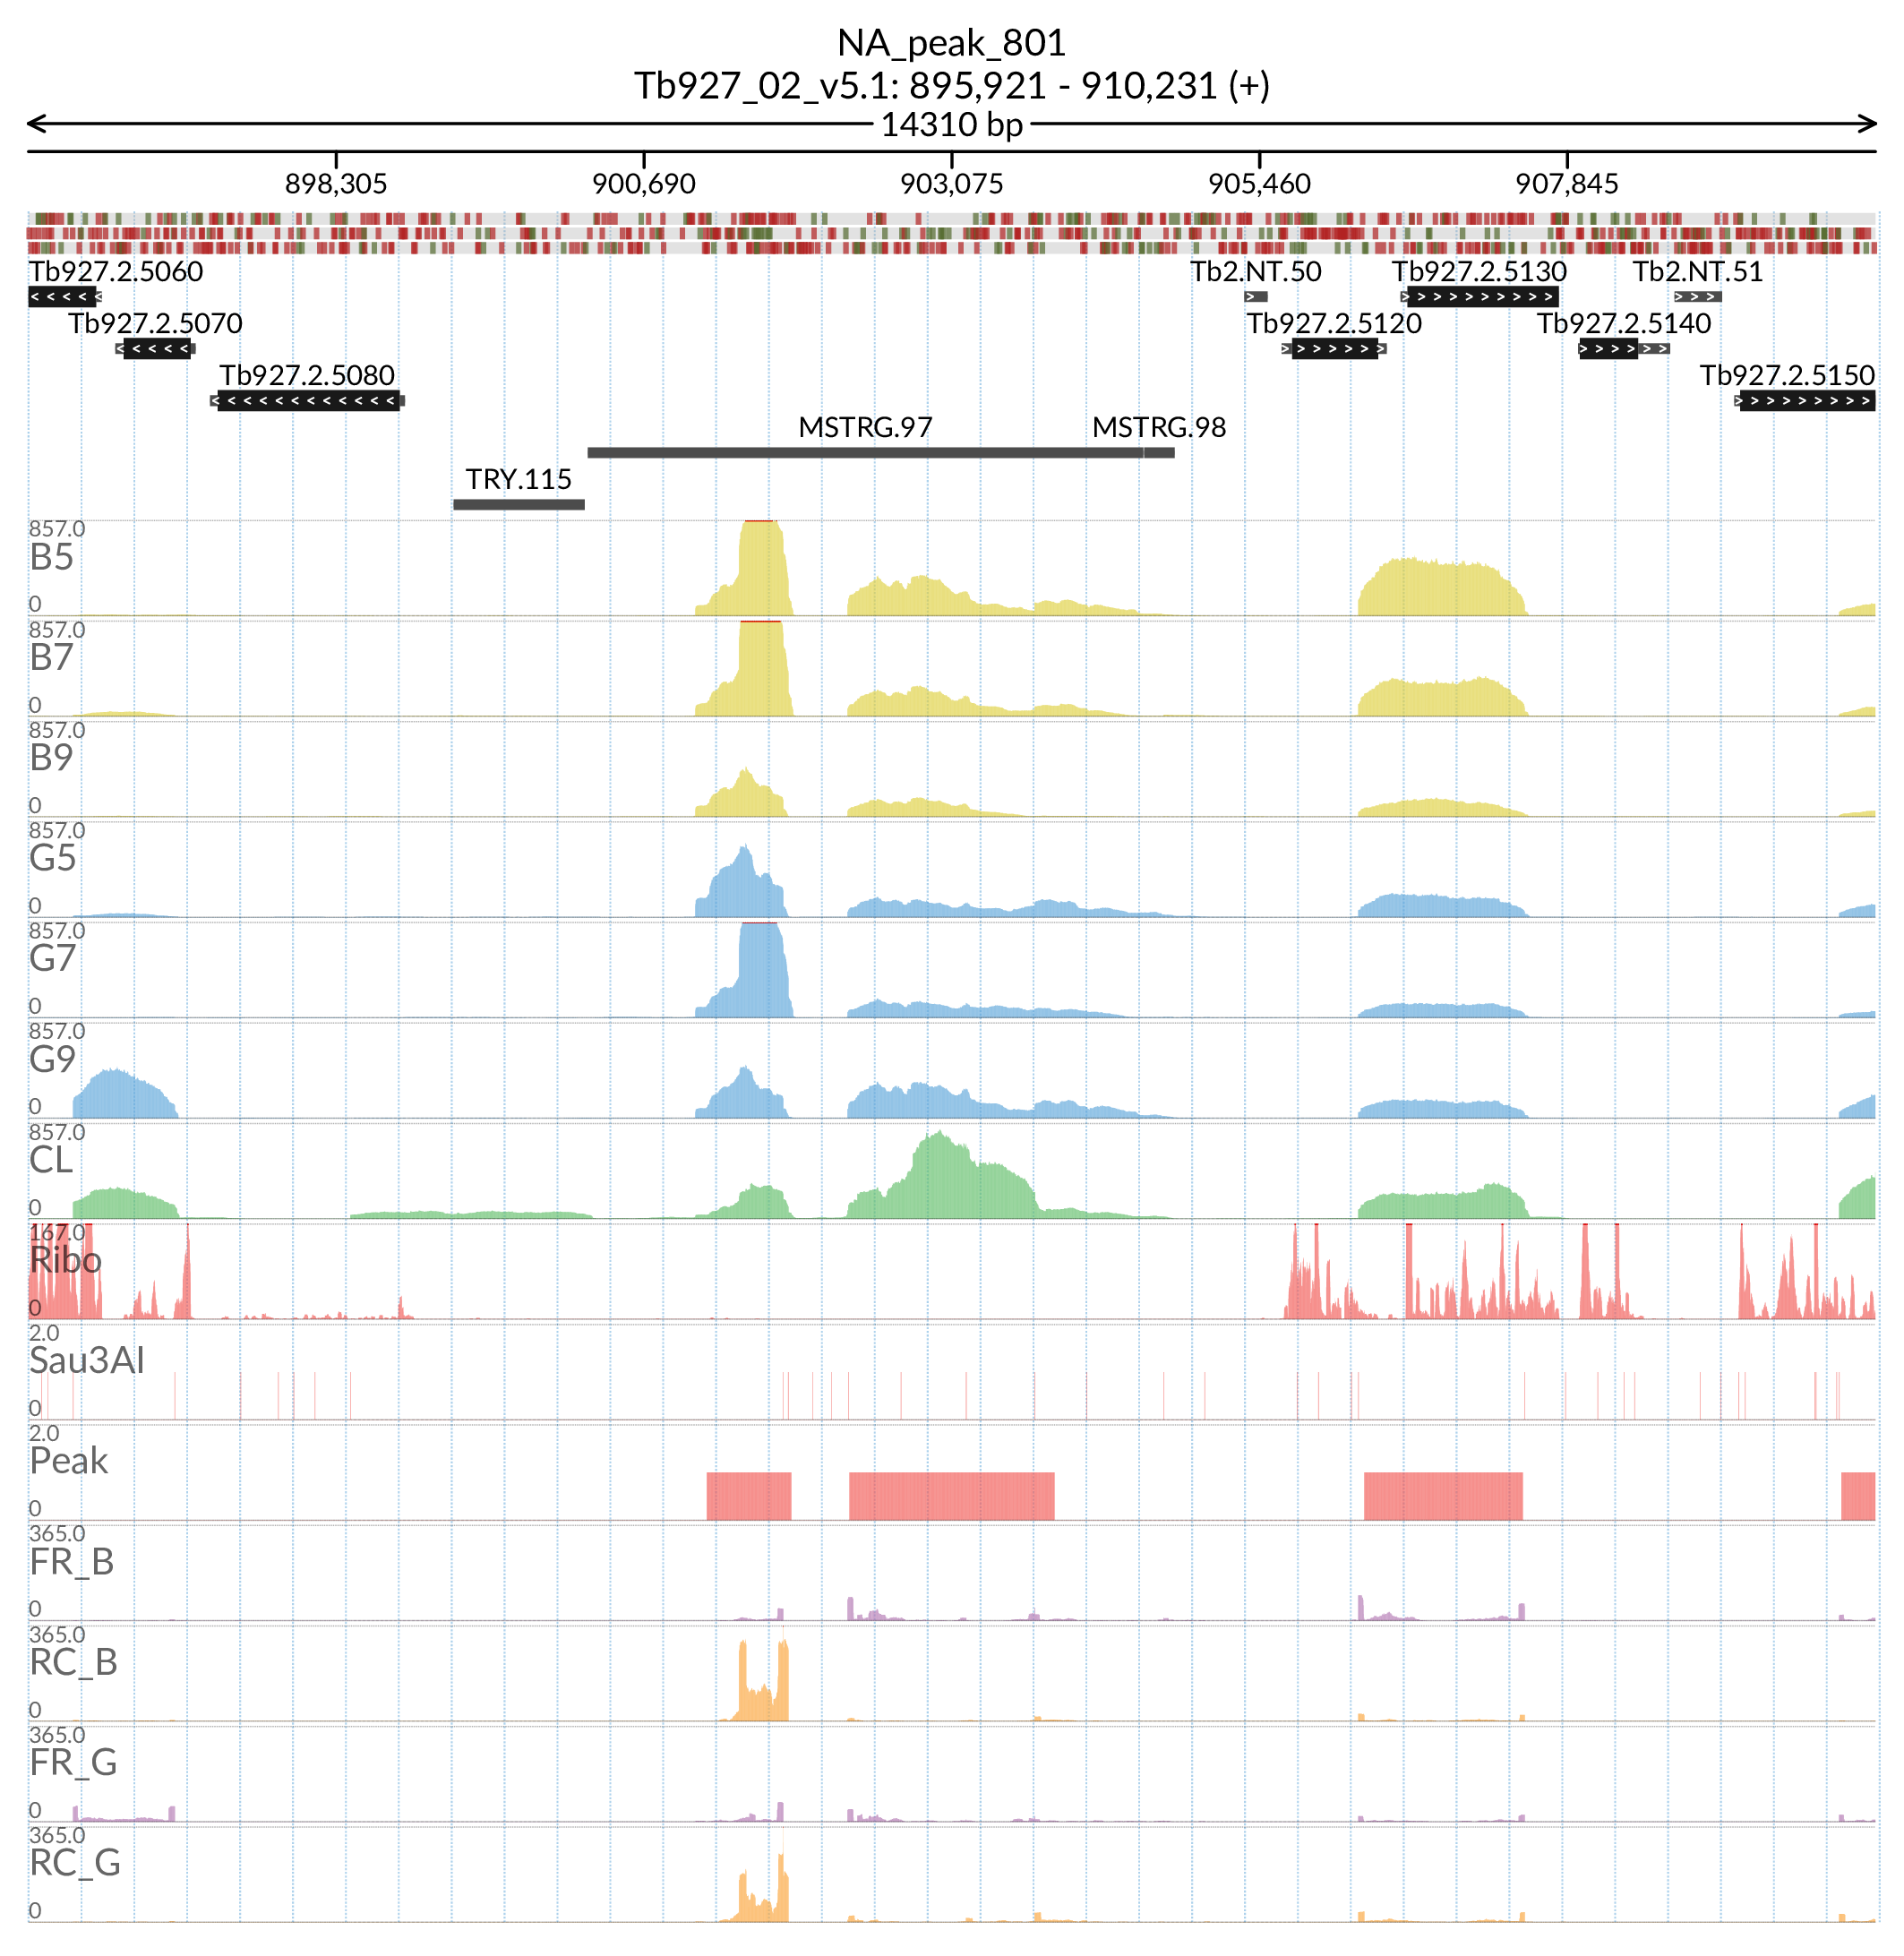 NA_peak_801
Tb927_02_v5.1: 895,921 - 910,231 (+)
14310 bp
898,305 900,690 903,075 905,460 907,845
Tb927.2.5060 Tb2.NT.50 Tb927.2.5130 Tb2.NT.51
Tb927.2.5070 Tb927.2.5120 Tb927.2.5140
Tb927.2.5080 Tb927.2.5150
MSTRG.97 MSTRG.98
TRY.115
857.0
B5
0
857.0
B7
0
857.0
B9
0
857.0
G5
0
857.0
G7
0
857.0
G9
0
857.0
CL
0
167.0
Ribo
0
2.0
Sau3AI
0
2.0
Peak
0
365.0
FR_B
0
365.0
RC_B
0
365.0
FR_G
0
365.0
RC_G
0